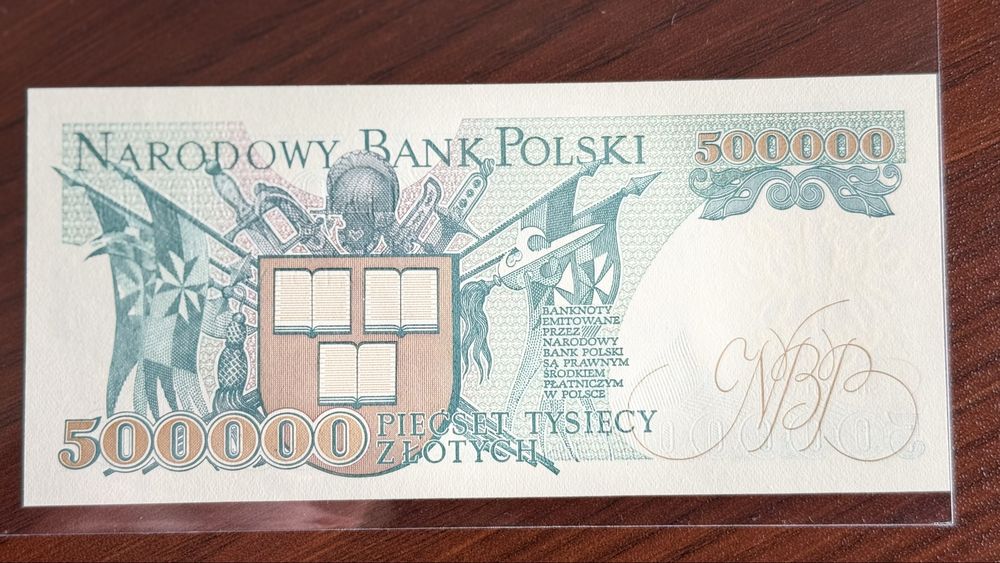 NARODOWY BANK POLSKI
500000
BANKNOTY
EMITOWANE
PRZEZ
NARODOWY
BANK POLSKI
SĄ PRAWNYM
ŚRODKIEM
PŁATNICZYM
W POLSCE
NBP
500000
PIĘĆSET TYSIĘCY
ZŁOTYCH